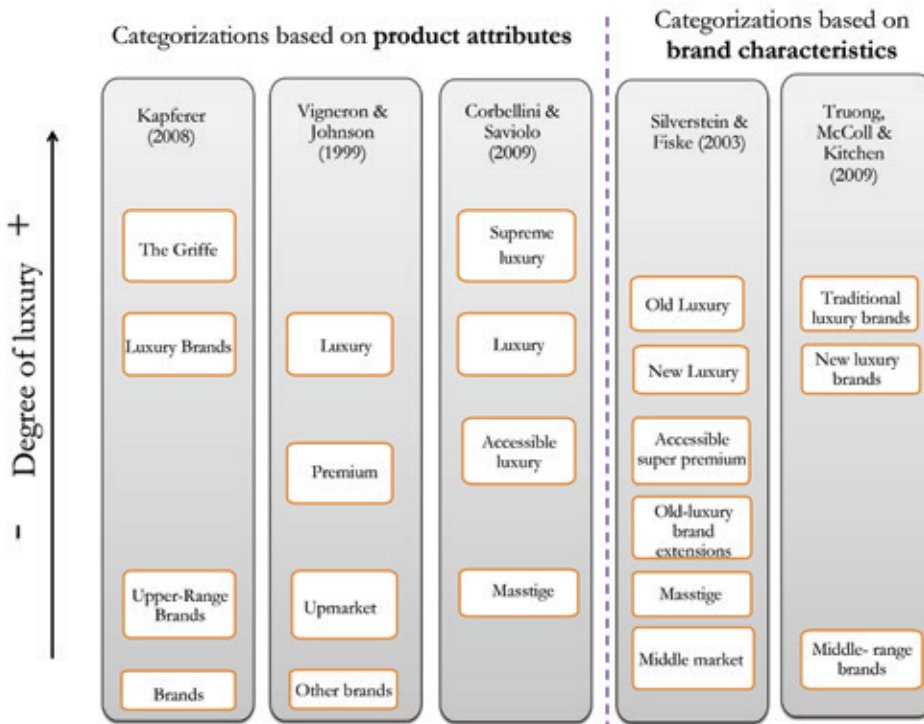 Categorizations based on product attributes
Categorizations based on
brand characteristics
- Degree of luxury +
Kapferer
(2008)
The Griffe
Luxury Brands
Upper-Range
Brands
Brands
Vigneron &
Johnson
(1999)
Luxury
Premium
Upmarket
Other brands
Corbellini &
Saviolo
(2009)
Supreme
luxury
Luxury
Accessible
luxury
Masstige
Silverstein &
Fiske (2003)
Old Luxury
New Luxury
Accessible
super premium
Old-luxury
brand
extensions
Masstige
Middle market
Truong,
McColl &
Kitchen
(2009)
Traditional
luxury brands
New luxury
brands
Middle- range
brands